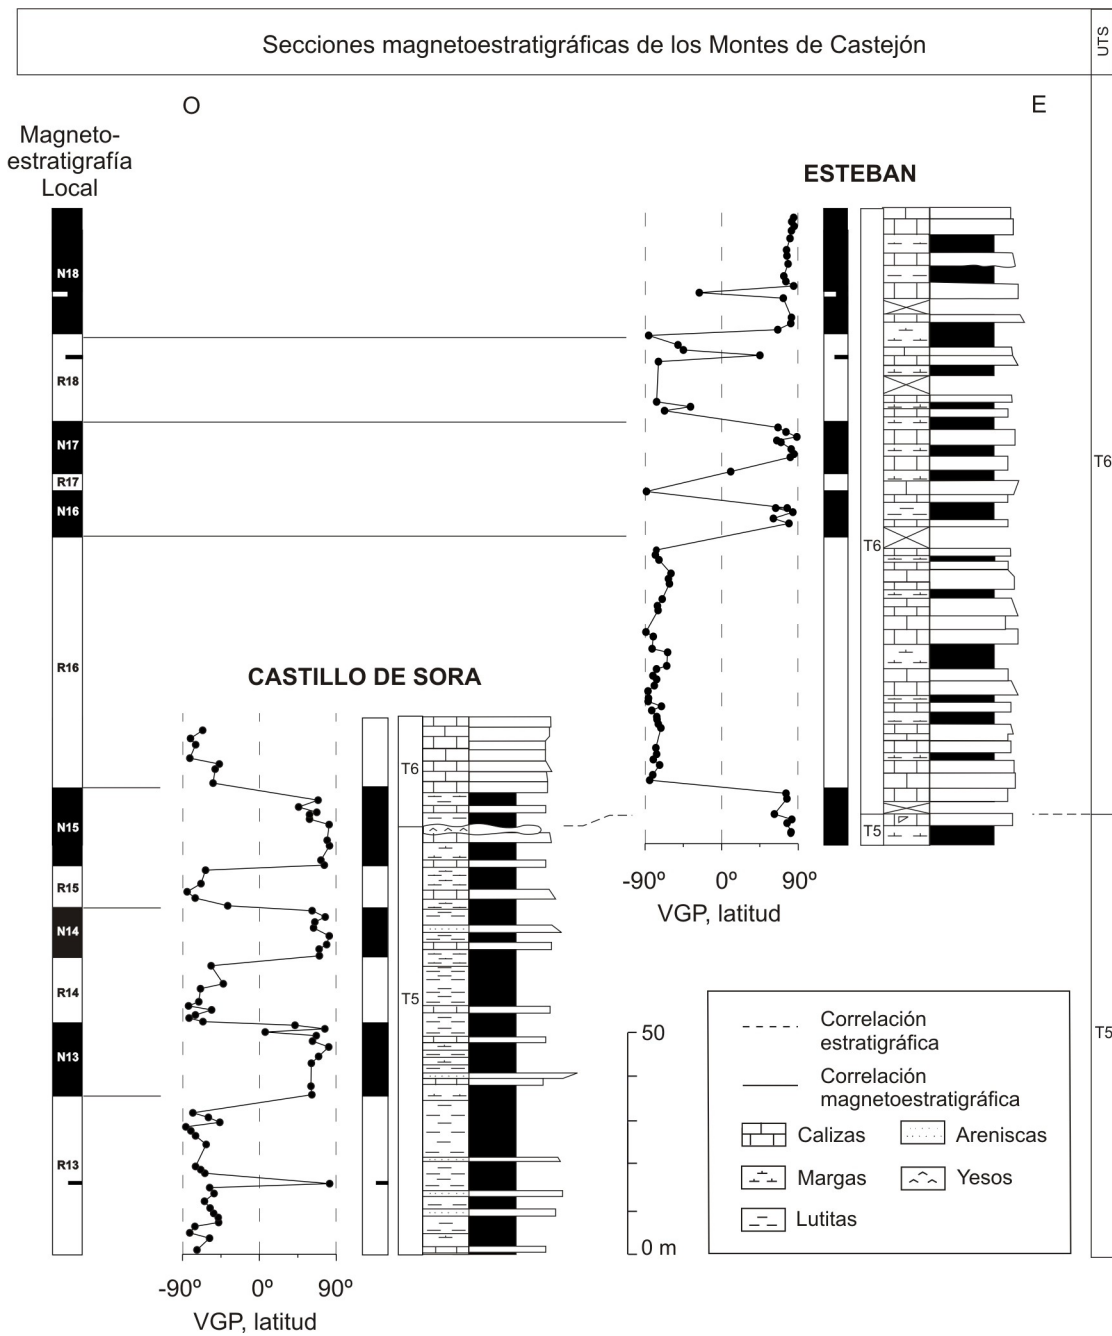 Secciones magnetoestratigráficas de los Montes de Castejón
UTS
O
E
Magneto-
estratigrafía
Local
ESTEBAN
N18
R18
N17
R17
N16
R16
N15
R15
N14
R14
N13
R13
T6
T5
-90º
0º
90º
VGP, latitud
CASTILLO DE SORA
T6
T5
-90º
0º
90º
VGP, latitud
T6
T5
50
0 m
Correlación
estratigráfica
Correlación
magnetoestratigráfica
Calizas
Areniscas
Margas
Yesos
Lutitas